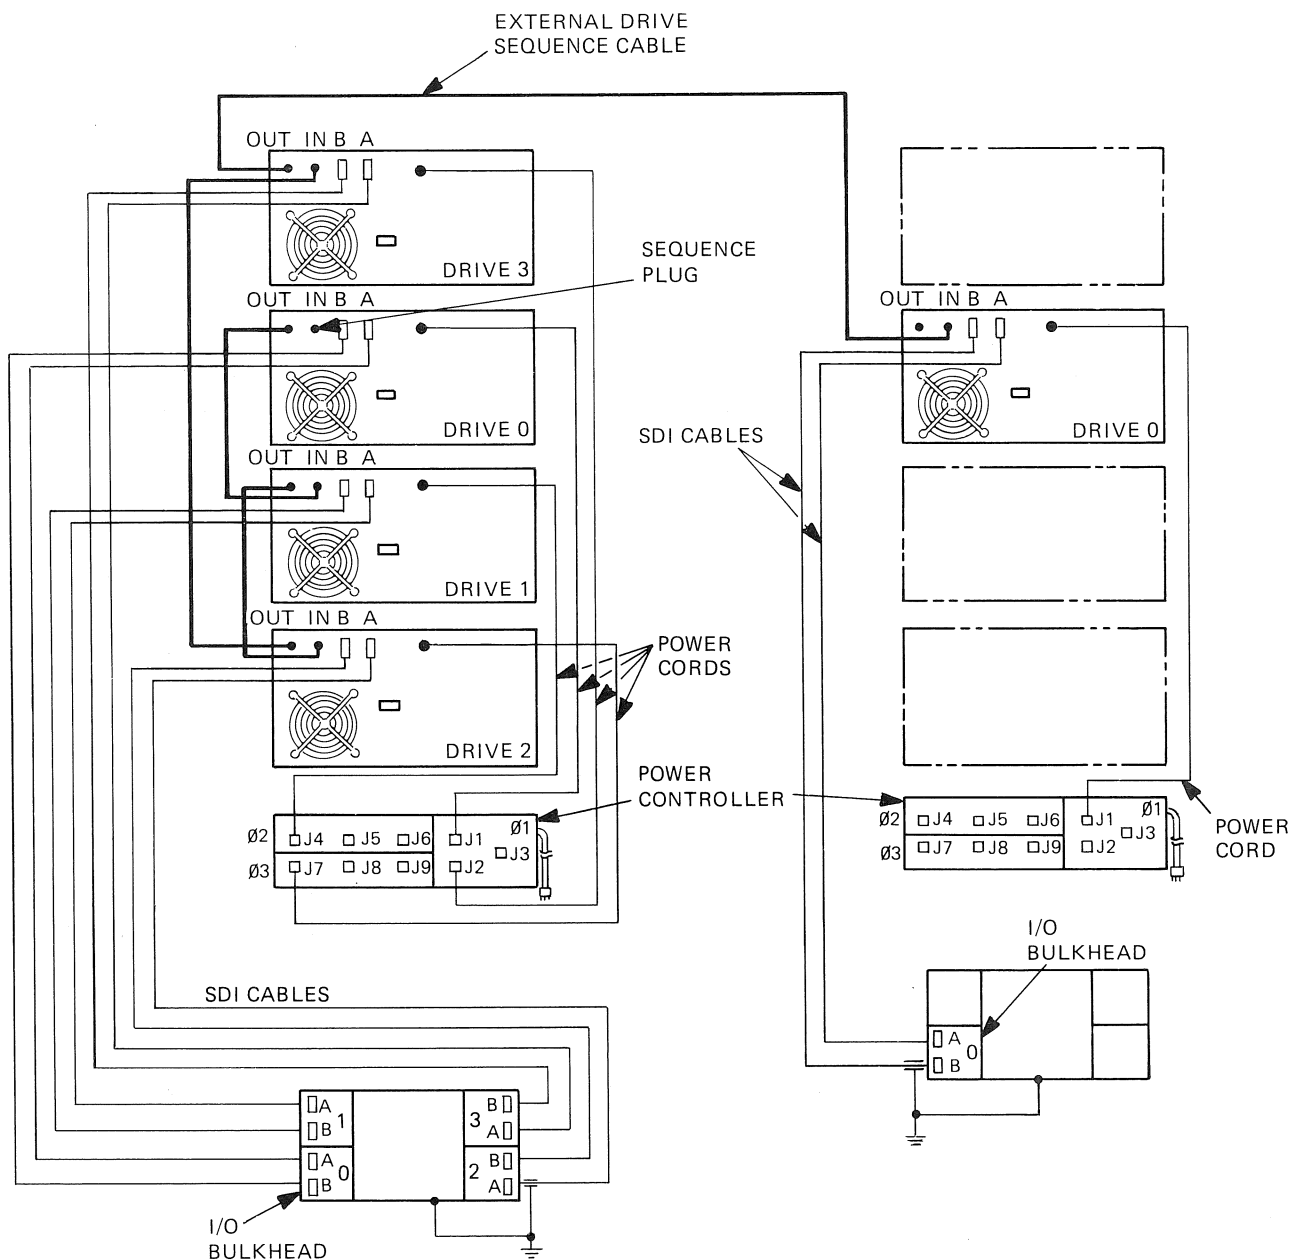 EXTERNAL DRIVE
SEQUENCE CABLE
OUT IN B A
DRIVE 3
SEQUENCE
PLUG
OUT IN B A
DRIVE 0
OUT IN B A
DRIVE 1
OUT IN B A
DRIVE 2
OUT IN B A
DRIVE 0
SDI CABLES
POWER
CORDS
POWER
CONTROLLER
Ø2 J4 J5 J6 J1 Ø1
J3
Ø3 J7 J8 J9 J2
Ø2 J4 J5 J6 J1 Ø1
J3
Ø3 J7 J8 J9 J2
POWER
CORD
I/O
BULKHEAD
A 0
B
SDI CABLES
A 1
B
A 0
B
3 B
A
2 B
A
I/O
BULKHEAD